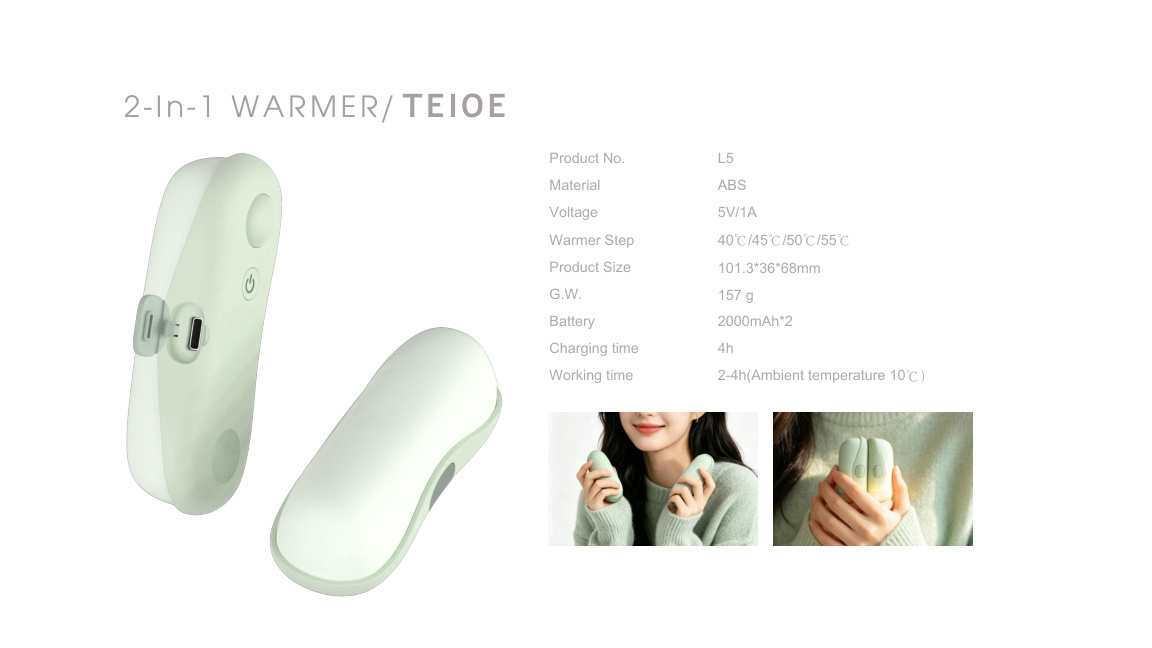 2-In-1 WARMER/ TEIOE
Product No. L5
Material ABS
Voltage 5V/1A
Warmer Step 40℃/45℃/50℃/55℃
Product Size 101.3*36*68mm
G.W. 157 g
Battery 2000mAh*2
Charging time 4h
Working time 2-4h(Ambient temperature 10℃)